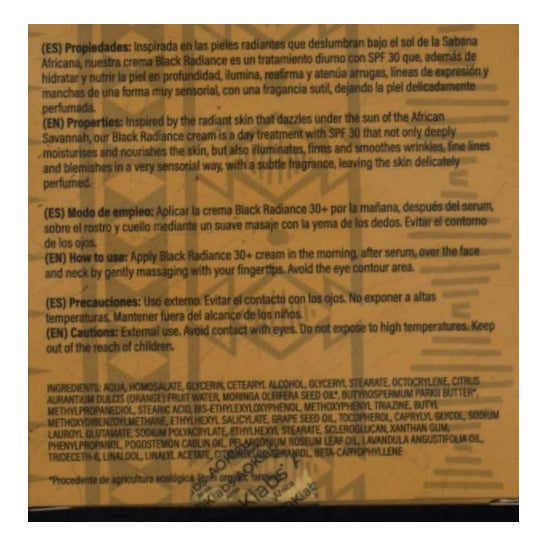 (ES) Propiedades: Inspirada en las pieles radiantes que deslumbran bajo el sol de la Sabana
Africana, nuestra crema Black Radiance es un tratamiento diurno con SPF 30 que, además de
hidratar y nutrir la piel en profundidad, ilumina, reafirma y atenúa arrugas, líneas de expresión y
manchas de una forma muy sensorial, con una fragancia sutil, dejando la piel delicadamente
perfumada.
(EN) Properties: Inspired by the radiant skin that dazzles under the sun of the African
Savannah, our Black Radiance cream is a day treatment with SPF 30 that not only deeply
moisturises and nourishes the skin, but also illuminates, firms and smoothes wrinkles, fine lines
and blemishes in a very sensorial way, with a subtle fragrance, leaving the skin delicately
perfumed.
(ES) Modo de empleo: Aplicar la crema Black Radiance 30+ por la mañana, después del serum,
sobre el rostro y cuello mediante un suave masaje con la yema de los dedos. Evitar el contorno
de los ojos.
(EN) How to use: Apply Black Radiance 30+ cream in the morning, after serum, over the face
and neck by gently massaging with your fingertips. Avoid the eye contour area.
(ES) Precauciones: Uso externo. Evitar el contacto con los ojos. No exponer a altas
temperaturas. Mantener fuera del alcance de los niños.
(EN) Cautions: External use. Avoid contact with eyes. Do not expose to high temperatures. Keep
out of the reach of children.
INGREDIENTS: AQUA, HOMOSALATE, GLYCERIN, CETEARYL ALCOHOL, GLYCERYL STEARATE, OCTOCRYLENE, CITRUS
AURANTIUM DULCIS (ORANGE) FRUIT WATER, MORINGA OLEIFERA SEED OIL*, BUTYROSPERMUM PARKII BUTTER*,
METHYLPROPANEDIOL, STEARIC ACID, BIS-ETHYLEXYLOXYPHENOL, METHOXYPHENYL TRIAZINE, BUTYL
METHOXYDIBENZOYLMETHANE, ETHYLHEXYL SALICYLATE, GRAPE SEED OIL, TOCOPHEROL, CAPRYLYL GLYCOL, SODIUM
LAUROYL GLUTAMATE, SODIUM POLYACRYLATE, ETHYLHEXYL STEARATE, SCLEROGLUCAN, XANTHAN GUM,
PHENYLPROPANOL, POGOSTEMON CABLIN OIL, PELARGONIUM ROSEUM LEAF OIL, LAVANDULA ANGUSTIFOLIA OIL,
TRIDECETH-6, LINALOOL, LINALYL ACETATE, GERANIOL, BETA-CARYOPHYLLENE
*Procedente de agricultura ecológica.